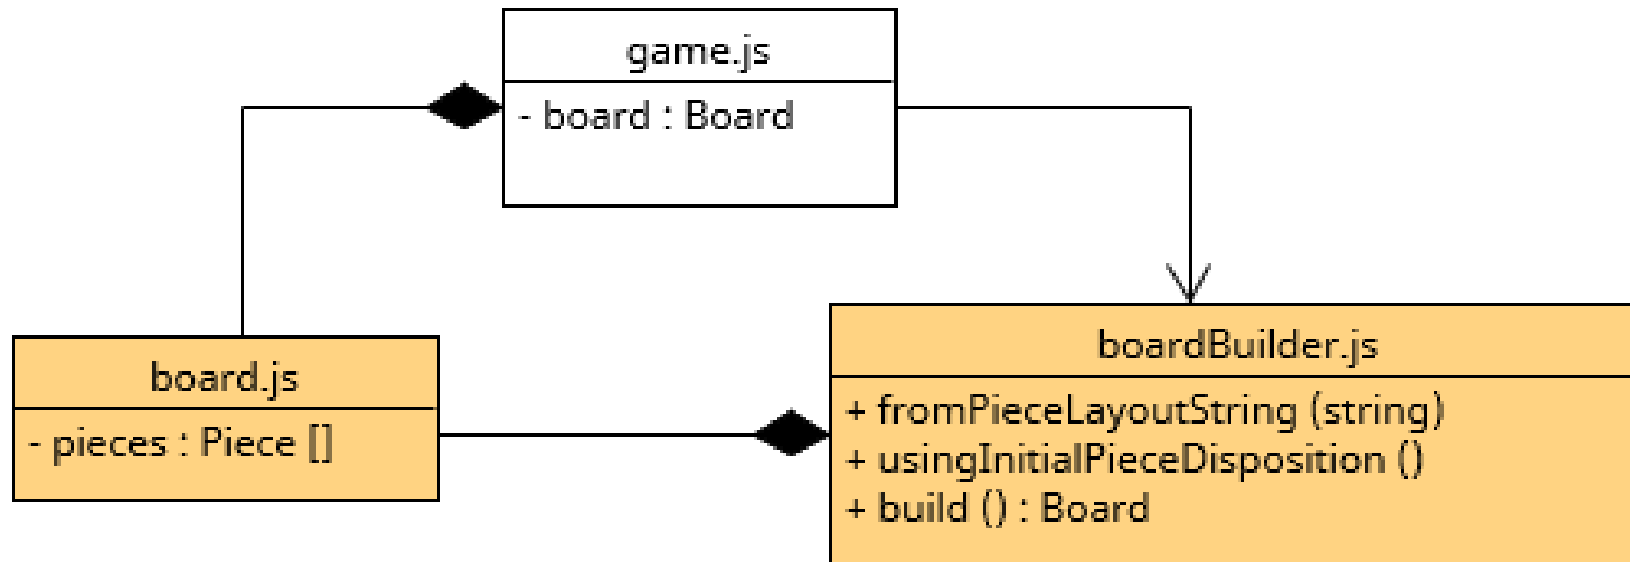 game.js
- board : Board
board.js
- pieces : Piece []
boardBuilder.js
+ fromPieceLayoutString (string)
+ usingInitialPieceDisposition ()
+ build () : Board